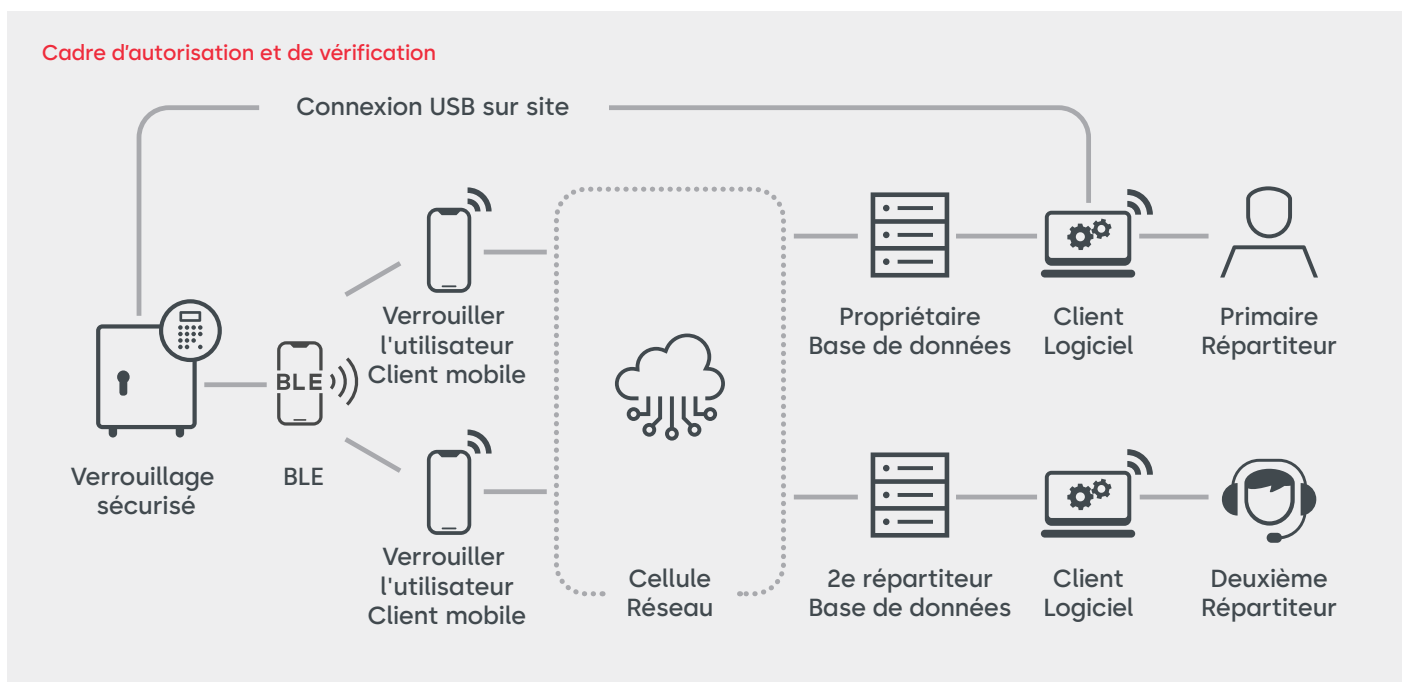 Cadre d'autorisation et de vérification
Connexion USB sur site
Verrouiller
l'utilisateur
Client mobile
Propriétaire
Base de données
Client
Logiciel
Primaire
Répartiteur
BLE
Verrouillage
sécurisé
BLE
Verrouiller
l'utilisateur
Client mobile
Cellule
Réseau
2e répartiteur
Base de données
Client
Logiciel
Deuxième
Répartiteur